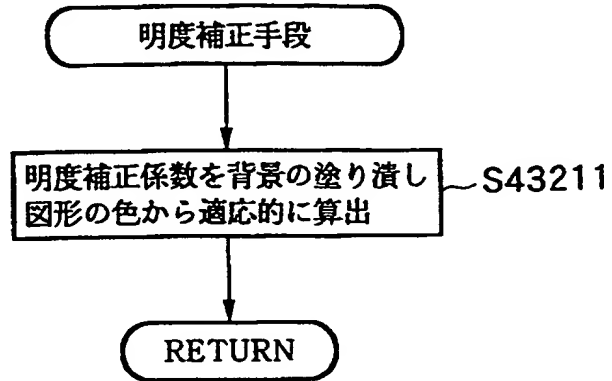 明度補正手段
明度補正係数を背景の塗り潰し
図形の色から適応的に算出
S43211
RETURN